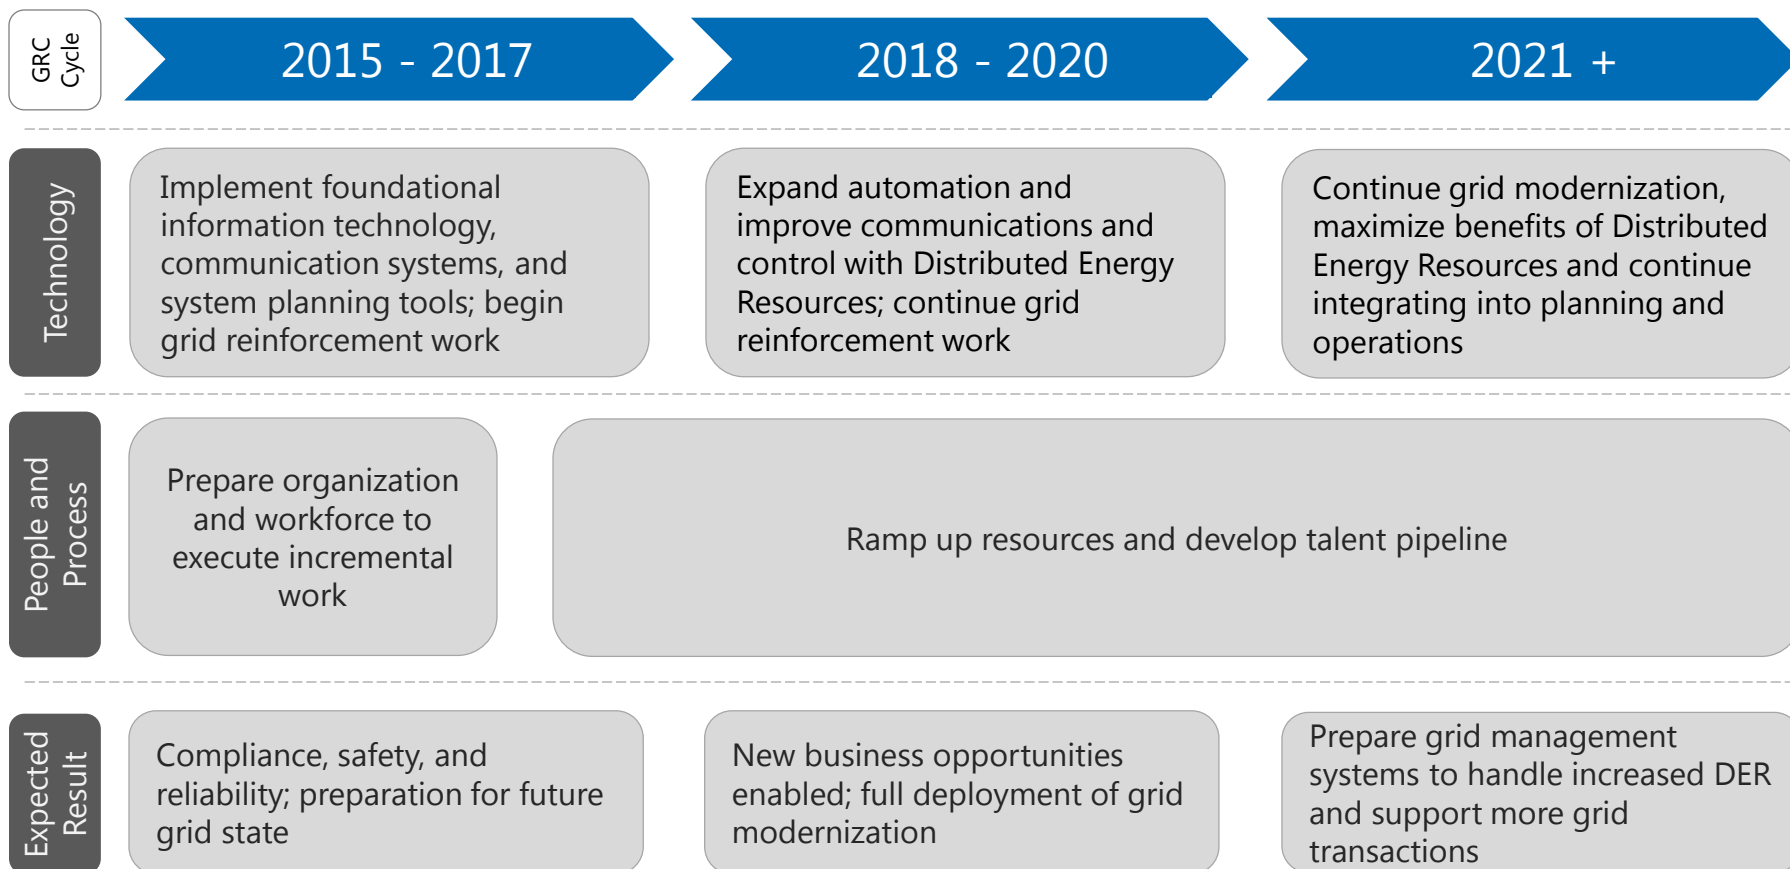 GRC
Cycle
2015 - 2017
2018 - 2020
2021 +
Technology
Implement foundational
information technology,
communication systems, and
system planning tools; begin
grid reinforcement work
Expand automation and
improve communications and
control with Distributed Energy
Resources; continue grid
reinforcement work
Continue grid modernization,
maximize benefits of Distributed
Energy Resources and continue
integrating into planning and
operations
People and
Process
Prepare organization
and workforce to
execute incremental
work
Ramp up resources and develop talent pipeline
Expected
Result
Compliance, safety, and
reliability; preparation for future
grid state
New business opportunities
enabled; full deployment of grid
modernization
Prepare grid management
systems to handle increased DER
and support more grid
transactions